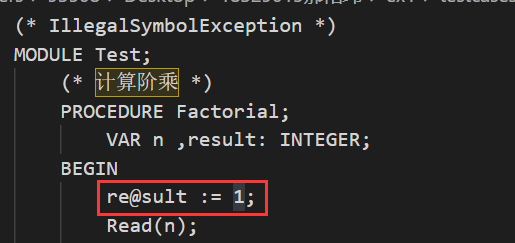 (* IllegalSymbolException *)
MODULE Test;
(* 计算阶乘 *)
PROCEDURE Factorial;
VAR n ,result: INTEGER;
BEGIN
re@sult := 1;
Read(n);